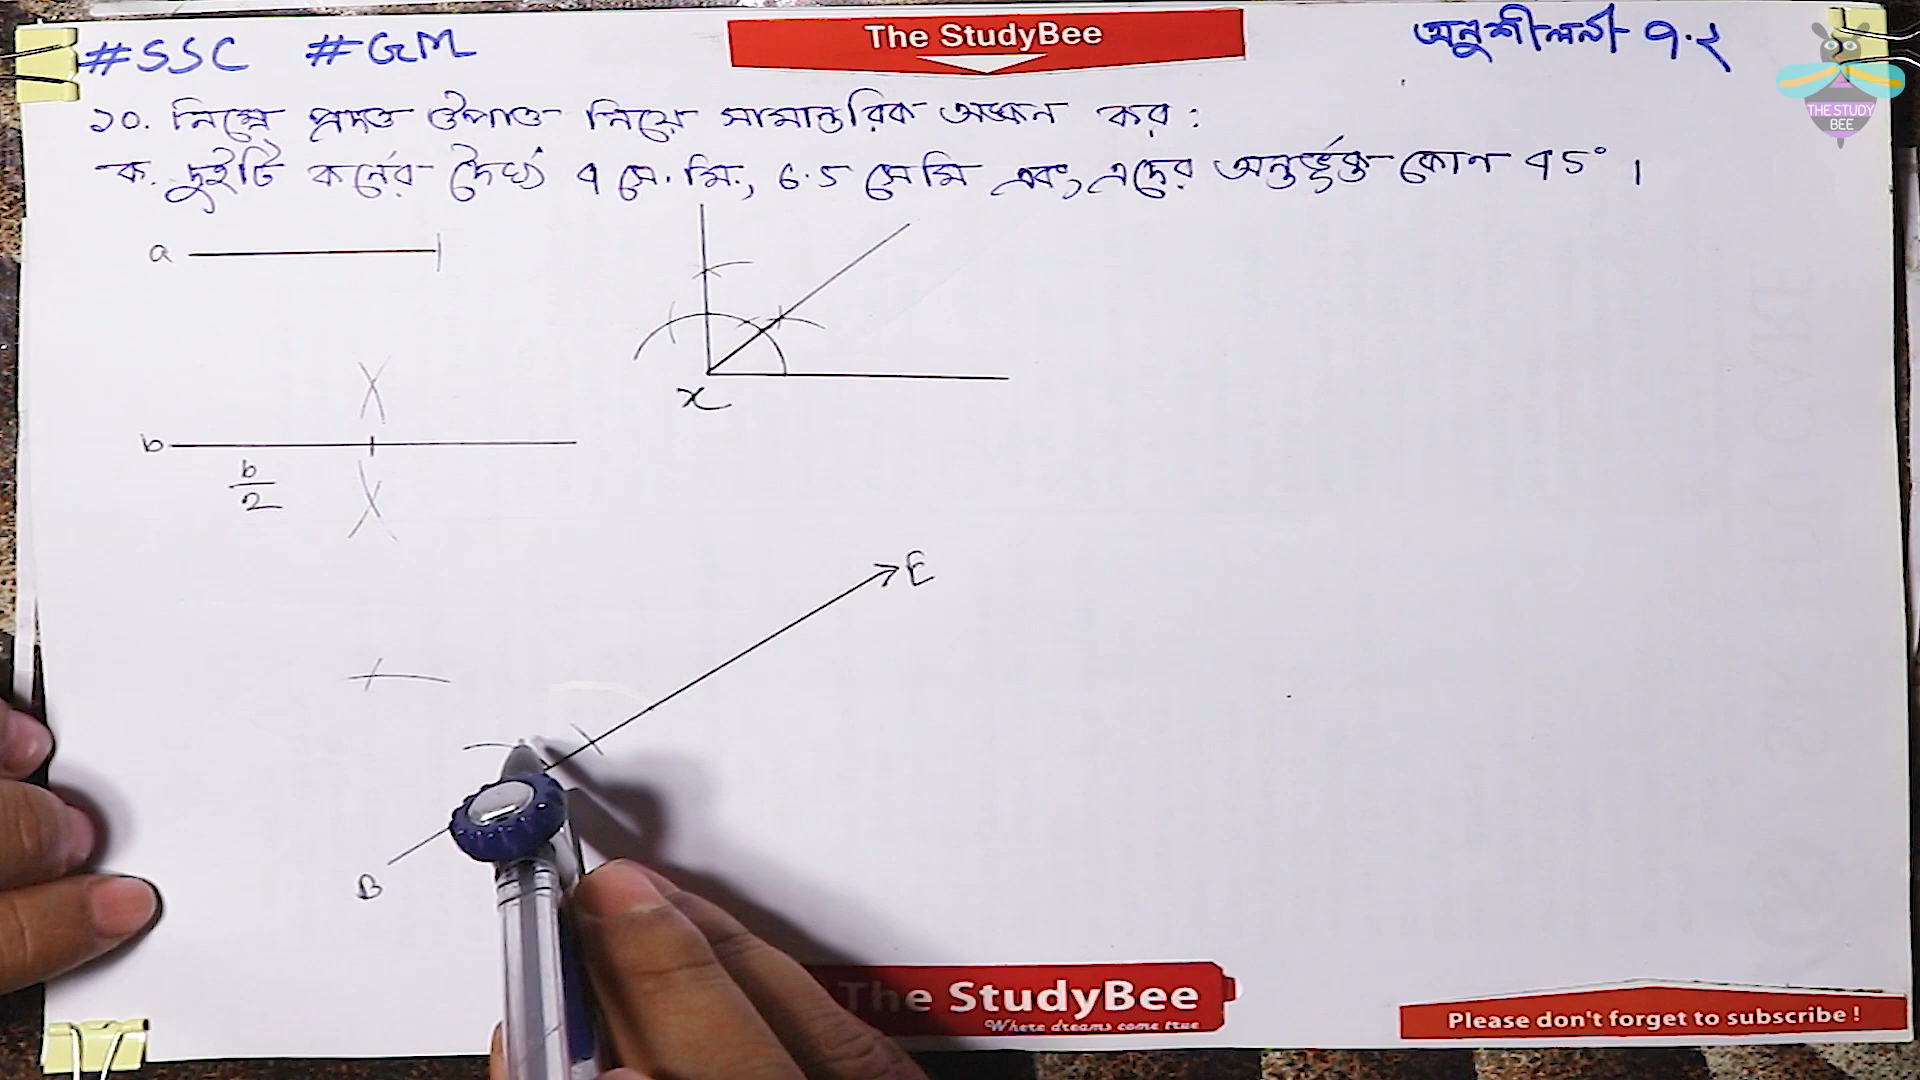 #SSC #GM
The StudyBee
অনুশীলনী ৭.২
THE STUDY
BEE
১০. নিম্নে প্রদত্ত উপাত্ত নিয়ে সামান্তরিক অঙ্কন কর:
ক. দুইটি কর্নের দৈর্ঘ্য ৭ সে.মি., ৬.৫ সেমি এবং এদের অন্তর্ভুক্ত কোন ৭৫° ।
a
x
b
b
2
E
B
The StudyBee
Where dreams come true
Please don't forget to subscribe !